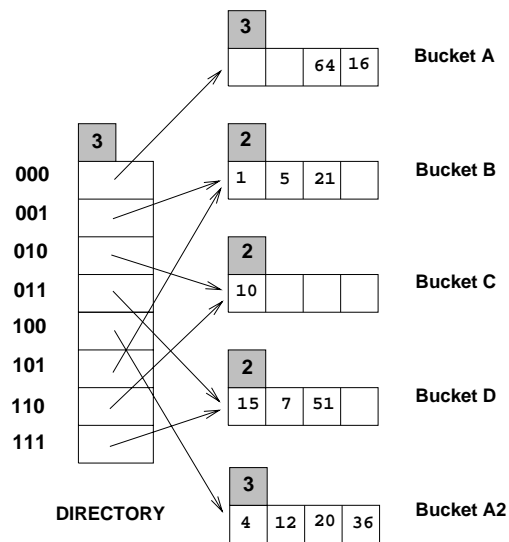 3
64 16 Bucket A
3
2
000
1 5 21 Bucket B
001
2
010
10 Bucket C
011
100
2
101
15 7 51 Bucket D
110
111
3
DIRECTORY
4 12 20 36 Bucket A2